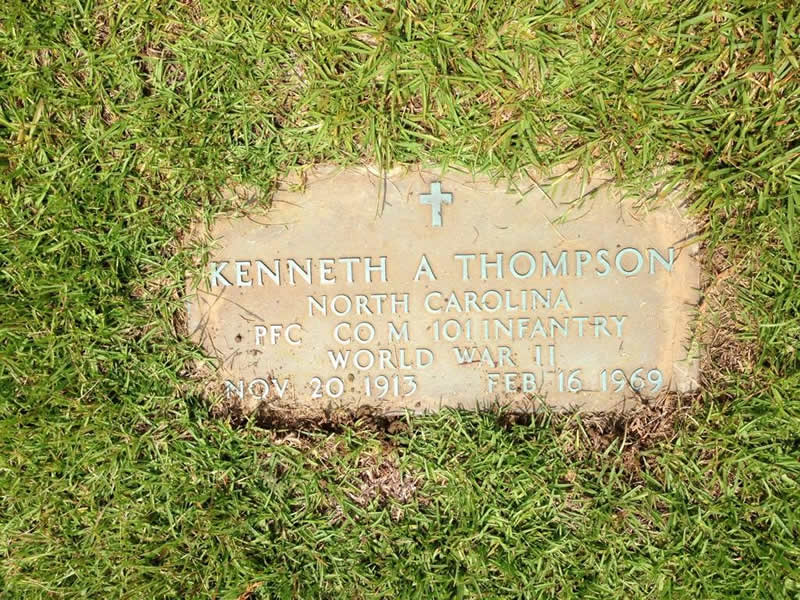 KENNETH A THOMPSON
NORTH CAROLINA
PFC CO M 101 INFANTRY
WORLD WAR II
NOV 20 1913 FEB 16 1969